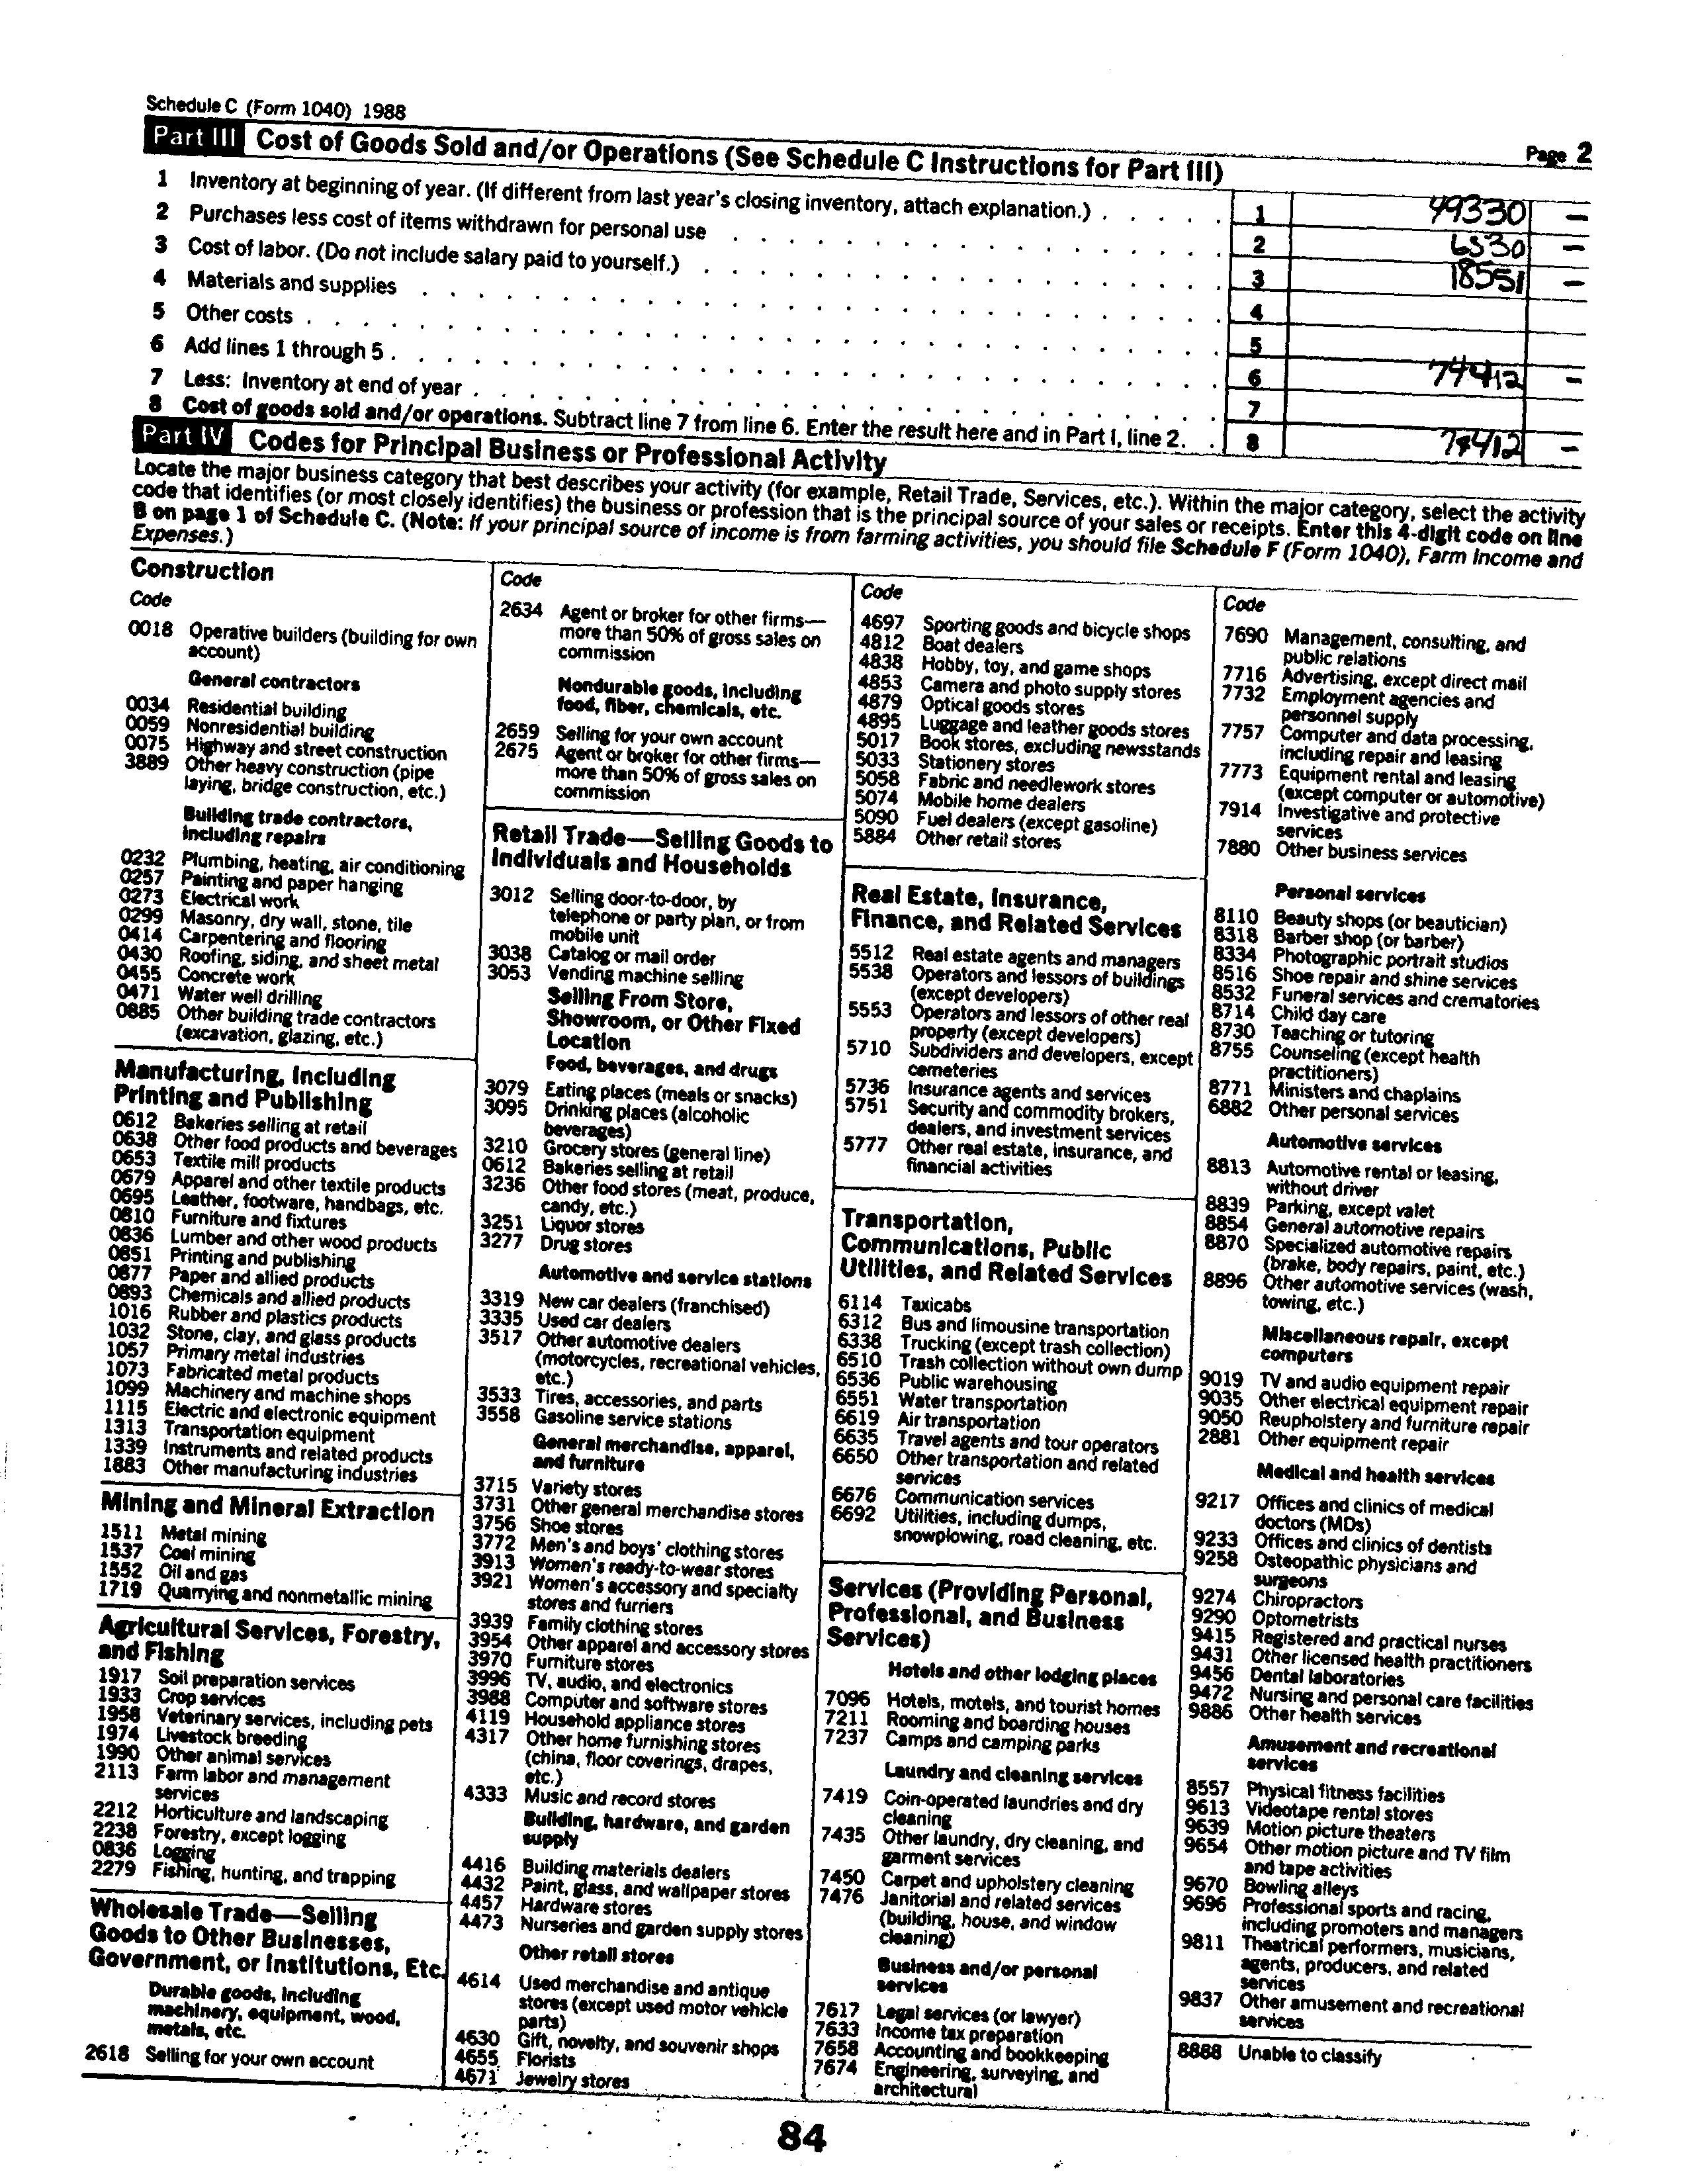 Schedule C (Form 1040) 1988
Page 2
Part III Cost of Goods Sold and/or Operations (See Schedule C Instructions for Part III)
1 Inventory at beginning of year. (If different from last year's closing inventory, attach explanation.) . . . . . 1 49330 –
2 Purchases less cost of items withdrawn for personal use 2 6530 –
3 Cost of labor. (Do not include salary paid to yourself.) 3 18551 –
4 Materials and supplies 4
5 Other costs 5
6 Add lines 1 through 5 . 6 74412 –
7 Less: Inventory at end of year 7
8 Cost of goods sold and/or operations. Subtract line 7 from line 6. Enter the result here and in Part I, line 2. . 8 74412 –
Part IV Codes for Principal Business or Professional Activity
Locate the major business category that best describes your activity (for example, Retail Trade, Services, etc.). Within the major category, select the activity
code that identifies (or most closely identifies) the business or profession that is the principal source of your sales or receipts. Enter this 4-digit code on line
B on page 1 of Schedule C. (Note: If your principal source of income is from farming activities, you should file Schedule F (Form 1040), Farm Income and
Expenses.)
Construction
Code
0018 Operative builders (building for own
account)
General contractors
0034 Residential building
0059 Nonresidential building
0075 Highway and street construction
3889 Other heavy construction (pipe
laying, bridge construction, etc.)
Building trade contractors,
including repairs
0232 Plumbing, heating, air conditioning
0257 Painting and paper hanging
0273 Electrical work
0299 Masonry, dry wall, stone, tile
0414 Carpentering and flooring
0430 Roofing, siding, and sheet metal
0455 Concrete work
0471 Water well drilling
0885 Other building trade contractors
(excavation, glazing, etc.)
Manufacturing, Including
Printing and Publishing
0612 Bakeries selling at retail
0638 Other food products and beverages
0653 Textile mill products
0679 Apparel and other textile products
0695 Leather, footware, handbags, etc.
0810 Furniture and fixtures
0836 Lumber and other wood products
0851 Printing and publishing
0877 Paper and allied products
0893 Chemicals and allied products
1016 Rubber and plastics products
1032 Stone, clay, and glass products
1057 Primary metal industries
1073 Fabricated metal products
1099 Machinery and machine shops
1115 Electric and electronic equipment
1313 Transportation equipment
1339 Instruments and related products
1883 Other manufacturing industries
Mining and Mineral Extraction
1511 Metal mining
1537 Coal mining
1552 Oil and gas
1719 Quarrying and nonmetallic mining
Agricultural Services, Forestry,
and Fishing
1917 Soil preparation services
1933 Crop services
1958 Veterinary services, including pets
1974 Livestock breeding
1990 Other animal services
2113 Farm labor and management
services
2212 Horticulture and landscaping
2238 Forestry, except logging
0836 Logging
2279 Fishing, hunting, and trapping
Wholesale Trade—Selling
Goods to Other Businesses,
Government, or Institutions, Etc.
Durable goods, including
machinery, equipment, wood,
metals, etc.
2618 Selling for your own account
Code
2634 Agent or broker for other firms—
more than 50% of gross sales on
commission
Nondurable goods, including
food, fiber, chemicals, etc.
2659 Selling for your own account
2675 Agent or broker for other firms—
more than 50% of gross sales on
commission
Retail Trade—Selling Goods to
Individuals and Households
3012 Selling door-to-door, by
telephone or party plan, or from
mobile unit
3038 Catalog or mail order
3053 Vending machine selling
Selling From Store,
Showroom, or Other Fixed
Location
Food, beverages, and drugs
3079 Eating places (meals or snacks)
3095 Drinking places (alcoholic
beverages)
3210 Grocery stores (general line)
0612 Bakeries selling at retail
3236 Other food stores (meat, produce,
candy, etc.)
3251 Liquor stores
3277 Drug stores
Automotive and service stations
3319 New car dealers (franchised)
3335 Used car dealers
3517 Other automotive dealers
(motorcycles, recreational vehicles,
etc.)
3533 Tires, accessories, and parts
3558 Gasoline service stations
General merchandise, apparel,
and furniture
3715 Variety stores
3731 Other general merchandise stores
3756 Shoe stores
3772 Men's and boys' clothing stores
3913 Women's ready-to-wear stores
3921 Women's accessory and specialty
stores and furriers
3939 Family clothing stores
3954 Other apparel and accessory stores
3970 Furniture stores
3996 TV, audio, and electronics
3988 Computer and software stores
4119 Household appliance stores
4317 Other home furnishing stores
(china, floor coverings, drapes,
etc.)
4333 Music and record stores
Building, hardware, and garden
supply
4416 Building materials dealers
4432 Paint, glass, and wallpaper stores
4457 Hardware stores
4473 Nurseries and garden supply stores
Other retail stores
4614 Used merchandise and antique
stores (except used motor vehicle
parts)
4630 Gift, novelty, and souvenir shops
4655 Florists
4671 Jewelry stores
Code
4697 Sporting goods and bicycle shops
4812 Boat dealers
4838 Hobby, toy, and game shops
4853 Camera and photo supply stores
4879 Optical goods stores
4895 Luggage and leather goods stores
5017 Book stores, excluding newsstands
5033 Stationery stores
5058 Fabric and needlework stores
5074 Mobile home dealers
5090 Fuel dealers (except gasoline)
5884 Other retail stores
Real Estate, Insurance,
Finance, and Related Services
5512 Real estate agents and managers
5538 Operators and lessors of buildings
(except developers)
5553 Operators and lessors of other real
property (except developers)
5710 Subdividers and developers, except
cemeteries
5736 Insurance agents and services
5751 Security and commodity brokers,
dealers, and investment services
5777 Other real estate, insurance, and
financial activities
Transportation,
Communications, Public
Utilities, and Related Services
6114 Taxicabs
6312 Bus and limousine transportation
6338 Trucking (except trash collection)
6510 Trash collection without own dump
6536 Public warehousing
6551 Water transportation
6619 Air transportation
6635 Travel agents and tour operators
6650 Other transportation and related
services
6676 Communication services
6692 Utilities, including dumps,
snowplowing, road cleaning, etc.
Services (Providing Personal,
Professional, and Business
Services)
Hotels and other lodging places
7096 Hotels, motels, and tourist homes
7211 Rooming and boarding houses
7237 Camps and camping parks
Laundry and cleaning services
7419 Coin-operated laundries and dry
cleaning
7435 Other laundry, dry cleaning, and
garment services
7450 Carpet and upholstery cleaning
7476 Janitorial and related services
(building, house, and window
cleaning)
Business and/or personal
services
7617 Legal services (or lawyer)
7633 Income tax preparation
7658 Accounting and bookkeeping
7674 Engineering, surveying, and
architectural
Code
7690 Management, consulting, and
public relations
7716 Advertising, except direct mail
7732 Employment agencies and
personnel supply
7757 Computer and data processing,
including repair and leasing
7773 Equipment rental and leasing
(except computer or automotive)
7914 Investigative and protective
services
7880 Other business services
Personal services
8110 Beauty shops (or beautician)
8318 Barber shop (or barber)
8334 Photographic portrait studios
8516 Shoe repair and shine services
8532 Funeral services and crematories
8714 Child day care
8730 Teaching or tutoring
8755 Counseling (except health
practitioners)
8771 Ministers and chaplains
6882 Other personal services
Automotive services
8813 Automotive rental or leasing,
without driver
8839 Parking, except valet
8854 General automotive repairs
8870 Specialized automotive repairs
(brake, body repairs, paint, etc.)
8896 Other automotive services (wash,
towing, etc.)
Miscellaneous repair, except
computers
9019 TV and audio equipment repair
9035 Other electrical equipment repair
9050 Reupholstery and furniture repair
2881 Other equipment repair
Medical and health services
9217 Offices and clinics of medical
doctors (MDs)
9233 Offices and clinics of dentists
9258 Osteopathic physicians and
surgeons
9274 Chiropractors
9290 Optometrists
9415 Registered and practical nurses
9431 Other licensed health practitioners
9456 Dental laboratories
9472 Nursing and personal care facilities
9886 Other health services
Amusement and recreational
services
8557 Physical fitness facilities
9613 Videotape rental stores
9639 Motion picture theaters
9654 Other motion picture and TV film
and tape activities
9670 Bowling alleys
9696 Professional sports and racing,
including promoters and managers
9811 Theatrical performers, musicians,
agents, producers, and related
services
9837 Other amusement and recreational
services
8888 Unable to classify
84